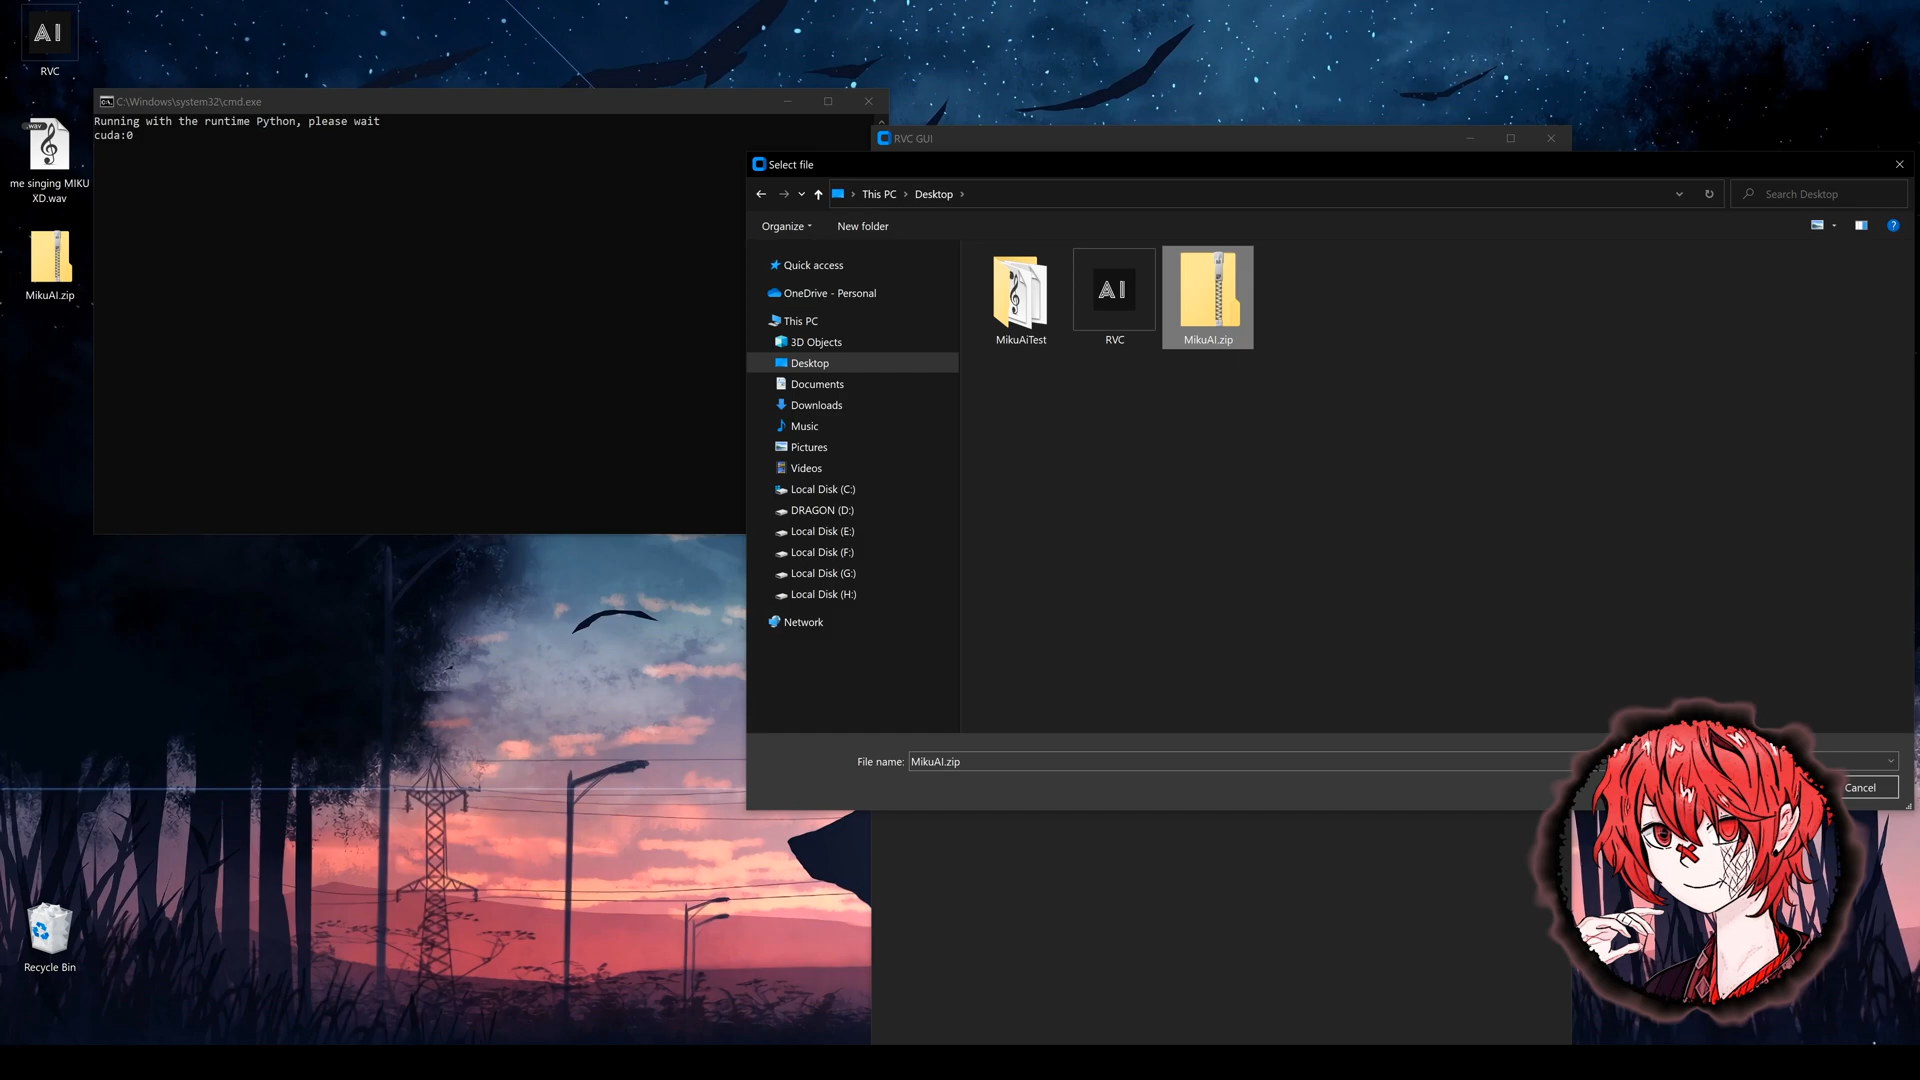 AI
RVC
.wav
me singing MIKU
XD.wav
MikuAI.zip
Recycle Bin
C:\Windows\system32\cmd.exe
Running with the runtime Python, please wait
cuda:0
RVC GUI
Select file
This PC
Desktop
Search Desktop
Organize
New folder
Quick access
OneDrive - Personal
This PC
3D Objects
Desktop
Documents
Downloads
Music
Pictures
Videos
Local Disk (C:)
DRAGON (D:)
Local Disk (E:)
Local Disk (F:)
Local Disk (G:)
Local Disk (H:)
Network
MikuAiTest
AI
RVC
MikuAI.zip
File name: MikuAI.zip
Cancel